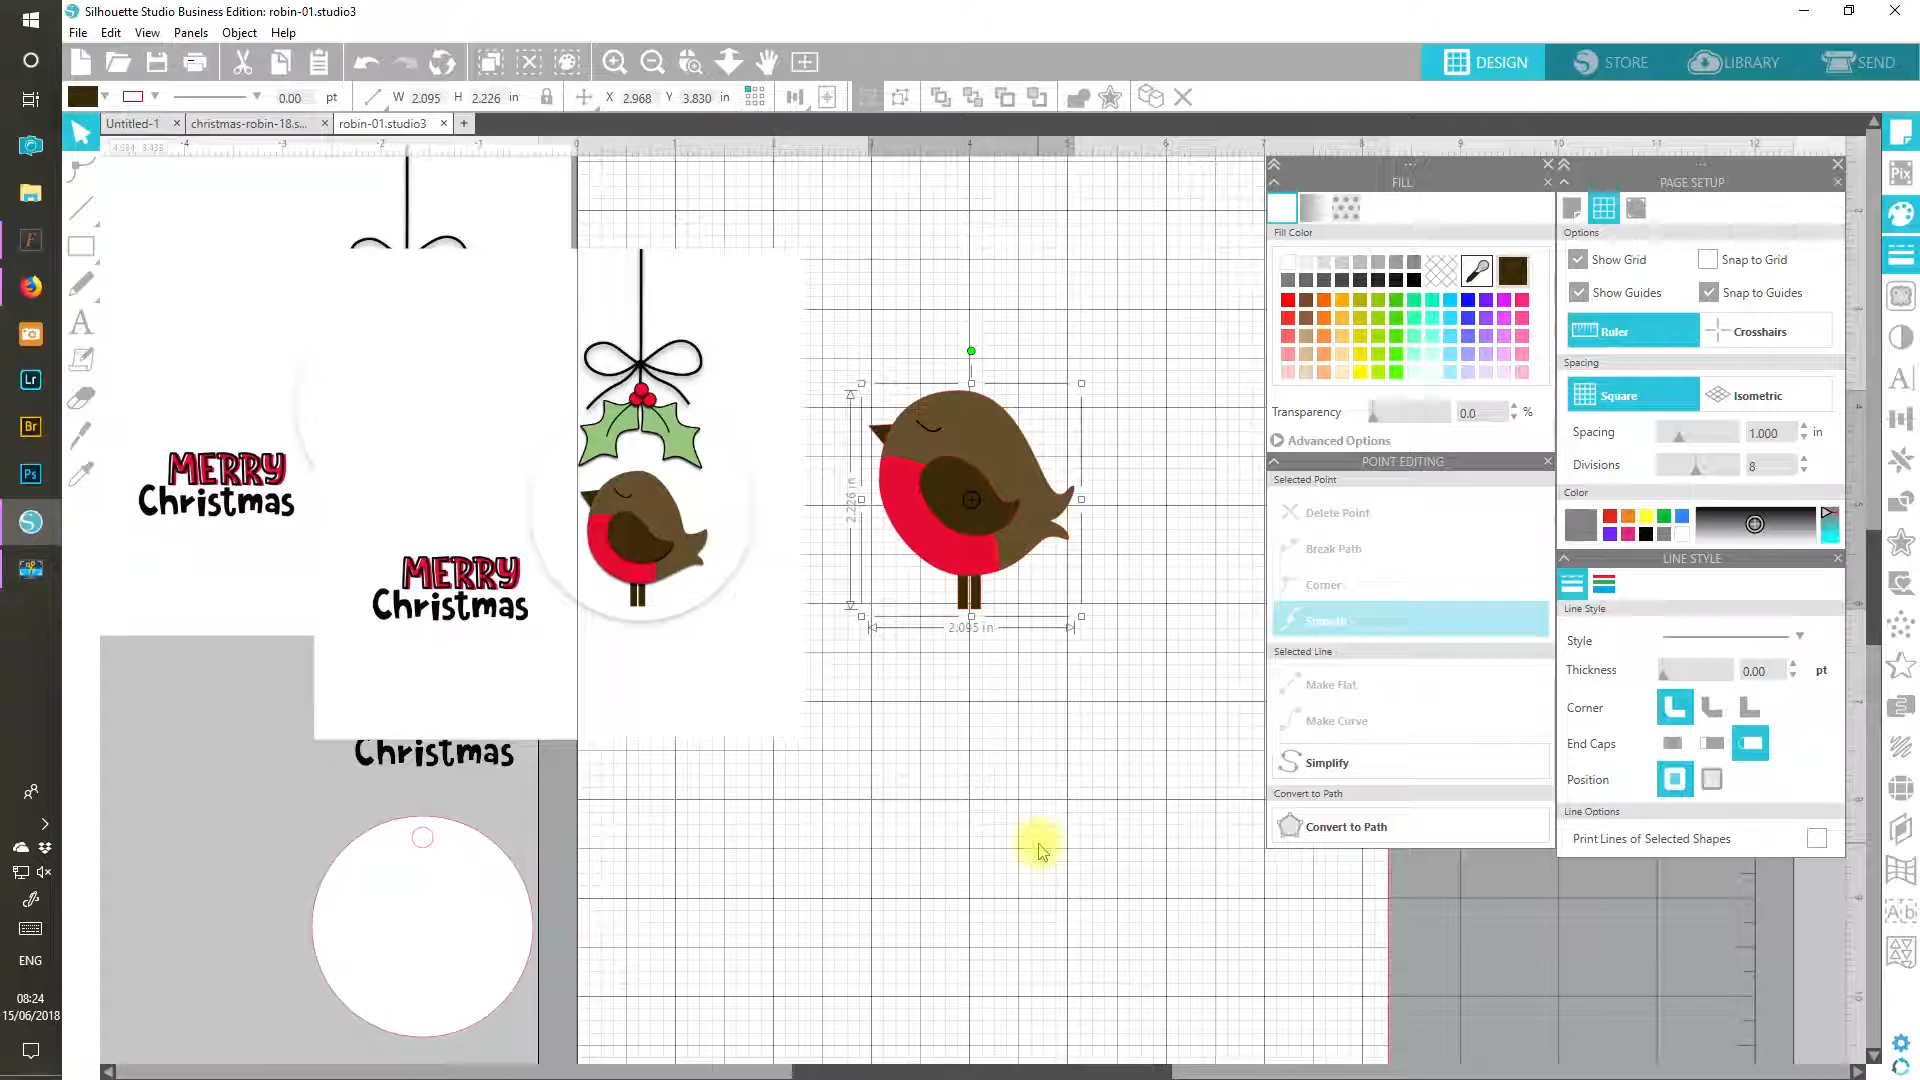 Silhouette Studio Business Edition: robin-01.studio3
File Edit View Panels Object Help
DESIGN STORE LIBRARY SEND
0.00 pt W 2.095 H 2.226 in X 2.968 Y 3.830 in
Untitled-1 christmas-robin-18.s... robin-01.studio3
FILL
Fill Color
Transparency 0.0 %
Advanced Options
POINT EDITING
Selected Point
Delete Point
Break Path
Corner
Smooth
Selected Line
Make Flat
Make Curve
Simplify
Convert to Path
Convert to Path
PAGE SETUP
Options
Show Grid Snap to Grid
Show Guides Snap to Guides
Ruler Crosshairs
Spacing
Square Isometric
Spacing 1.000 in
Divisions 8
Color
LINE STYLE
Line Style
Style
Thickness 0.00 pt
Corner
End Caps
Position
Line Options
Print Lines of Selected Shapes
MERRY
Christmas
MERRY
Christmas
Christmas
2.226 in
2.095 in
Lr
Br
Ps
ENG
08:24
15/06/2018